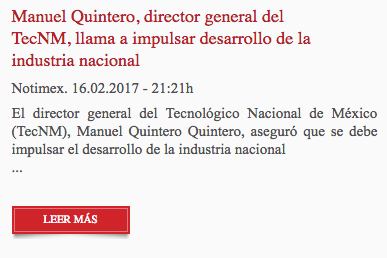 Manuel Quintero, director general del
TecNM, llama a impulsar desarrollo de la
industria nacional
Notimex. 16.02.2017 - 21:21h
El director general del Tecnológico Nacional de México
(TecNM), Manuel Quintero Quintero, aseguró que se debe
impulsar el desarrollo de la industria nacional
...
LEER MÁS